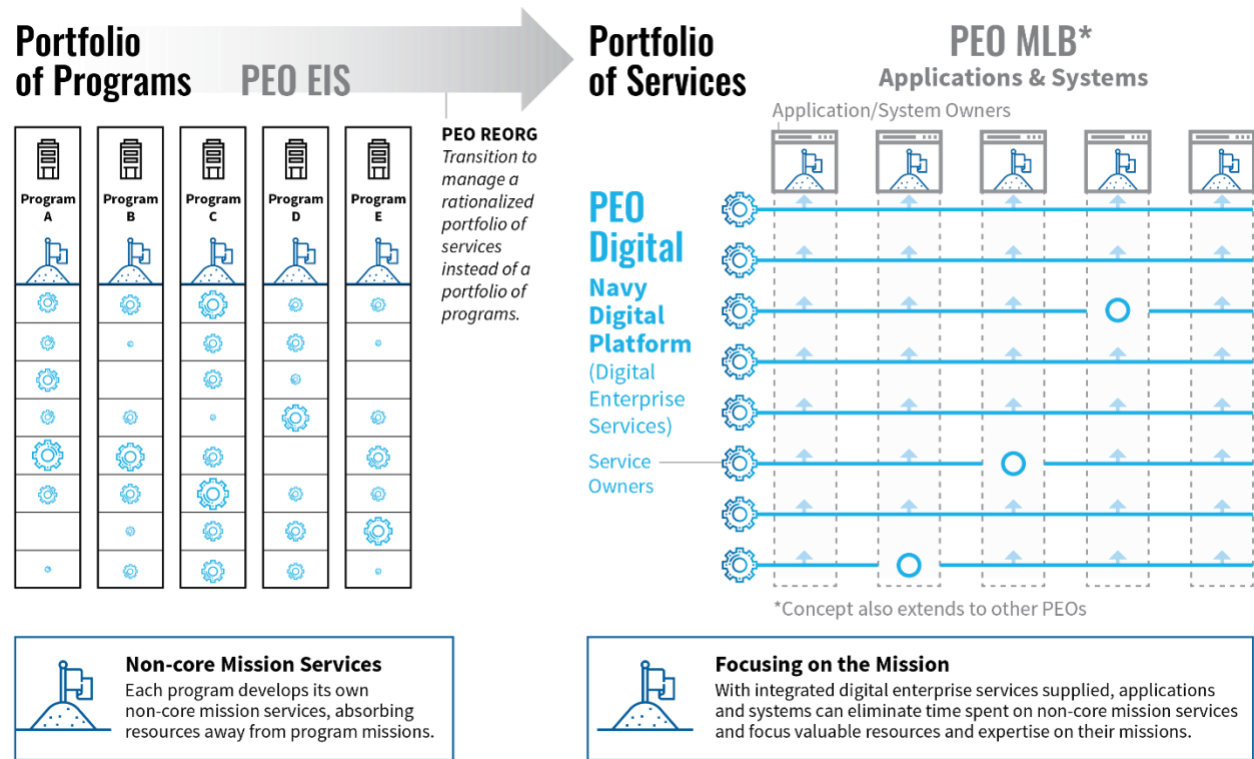 Portfolio
of Programs
PEO EIS
PEO REORG
Transition to
manage a
rationalized
portfolio of
services
instead of a
portfolio of
programs.
Program
A
Program
B
Program
C
Program
D
Program
E
Non-core Mission Services
Each program develops its own
non-core mission services, absorbing
resources away from program missions.
Portfolio
of Services
PEO MLB*
Applications & Systems
Application/System Owners
PEO
Digital
Navy
Digital
Platform
(Digital
Enterprise
Services)
Service
Owners
*Concept also extends to other PEOs
Focusing on the Mission
With integrated digital enterprise services supplied, applications
and systems can eliminate time spent on non-core mission services
and focus valuable resources and expertise on their missions.